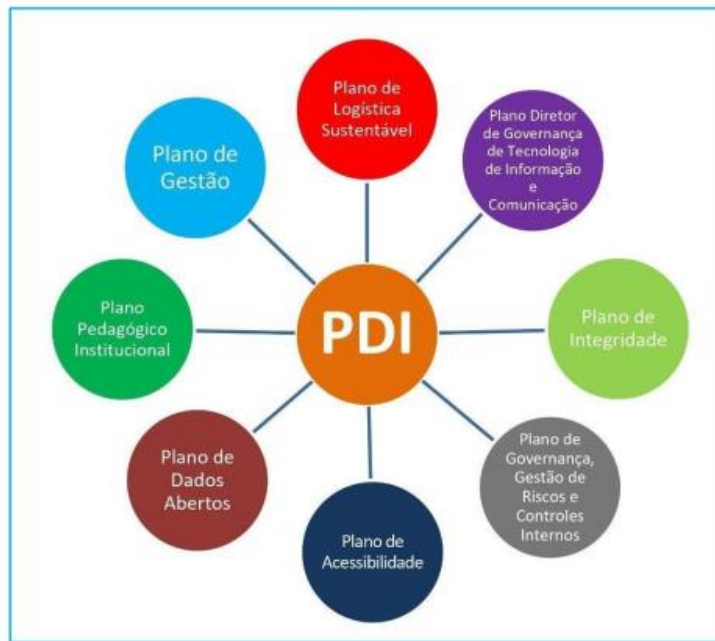 Plano de
Logística
Sustentável
Plano Diretor
de Governança
de Tecnologia
de Informação
e
Comunicação
Plano de
Gestão
Plano
Pedagógico
Institucional
PDI
Plano de
Integridade
Plano de
Dados
Abertos
Plano de
Governança,
Gestão de
Riscos e
Controles
Internos
Plano de
Acessibilidade